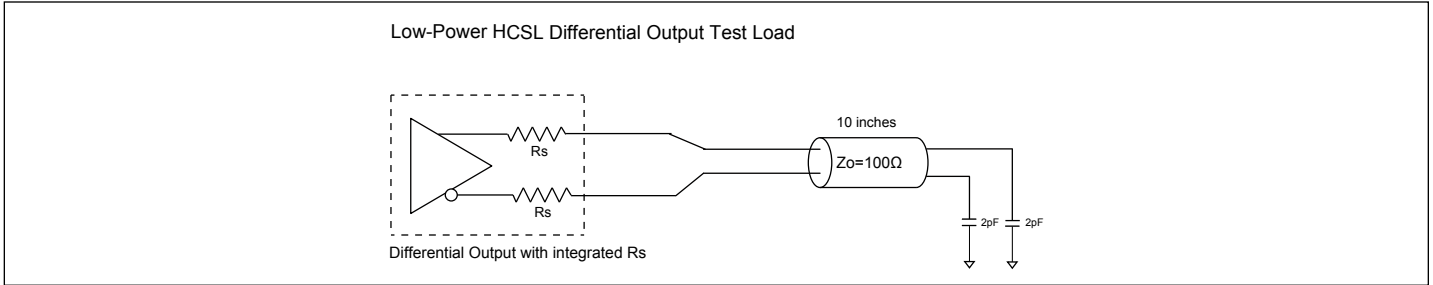 Low-Power HCSL Differential Output Test Load
10 inches
Rs
Zo=100Ω
Rs
2pF
2pF
Differential Output with integrated Rs